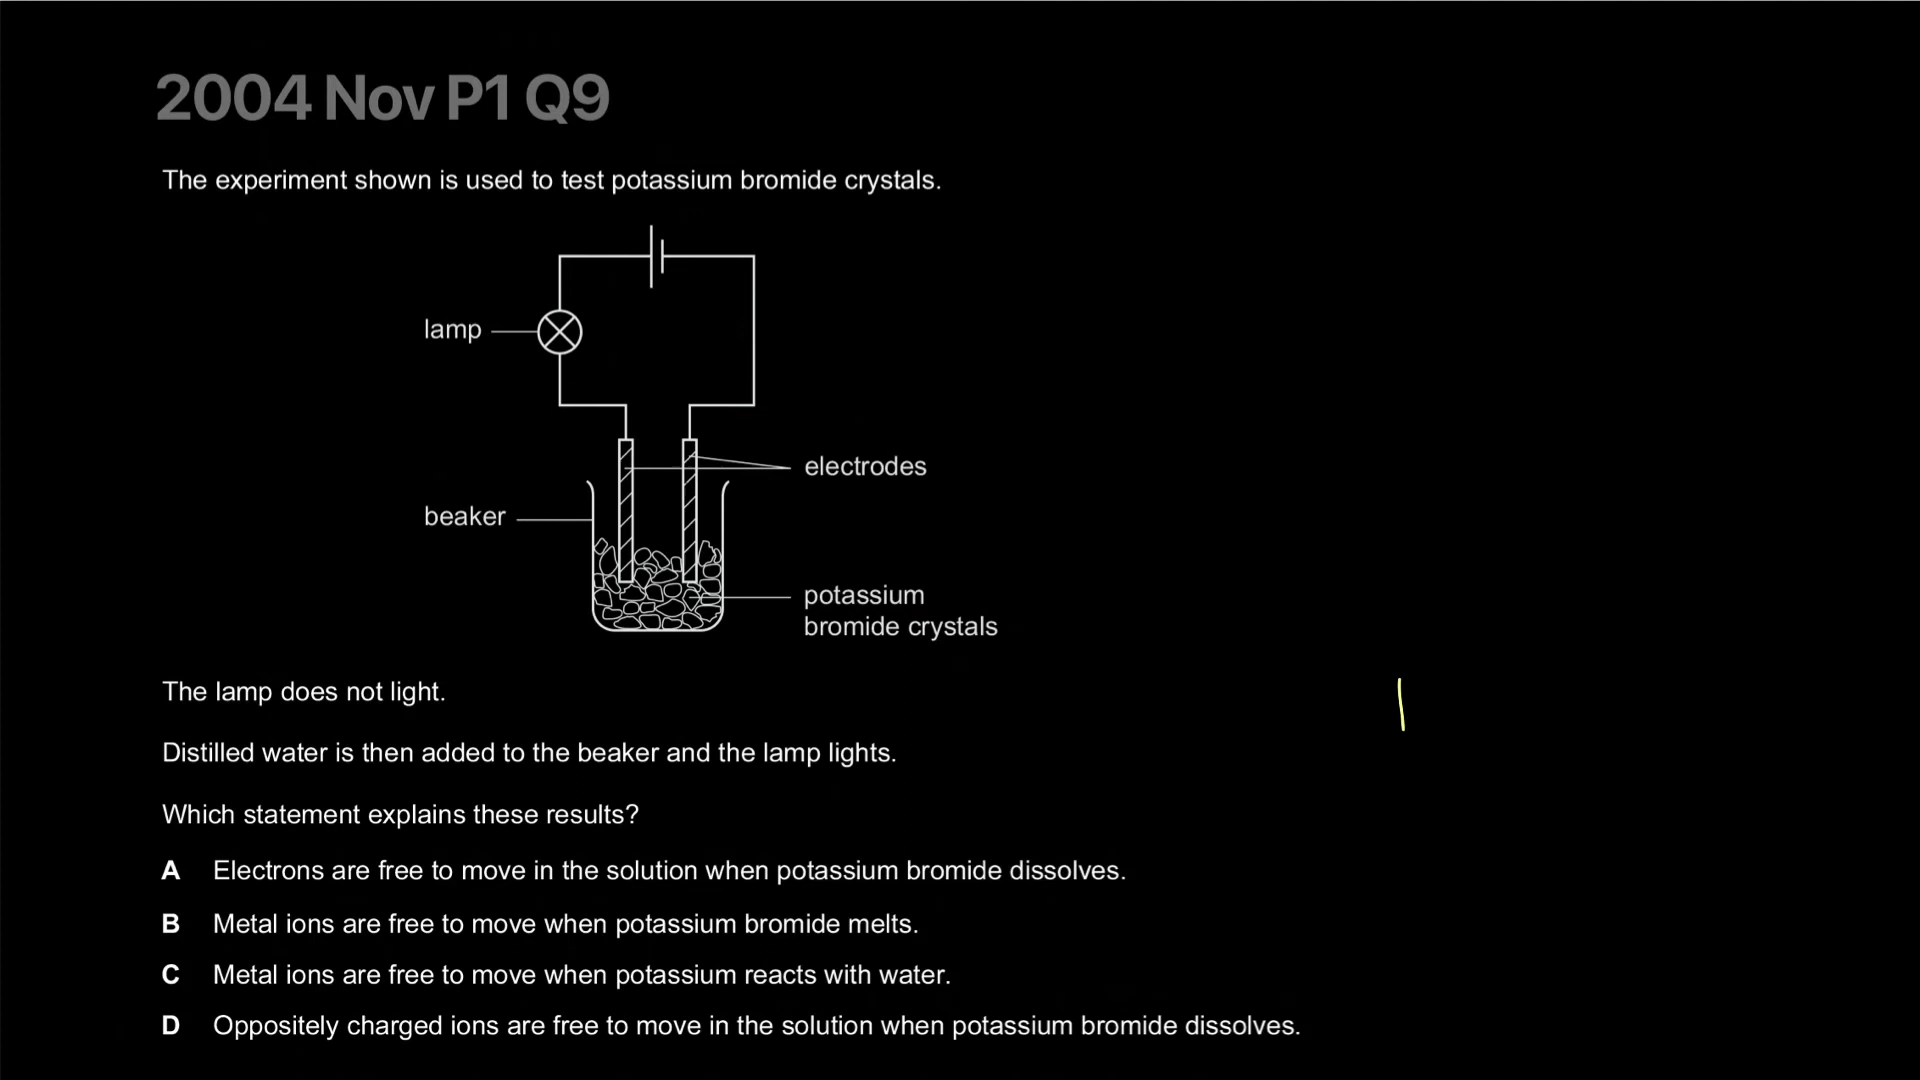 2004 Nov P1 Q9
The experiment shown is used to test potassium bromide crystals.
lamp
electrodes
beaker
potassium
bromide crystals
The lamp does not light.
Distilled water is then added to the beaker and the lamp lights.
Which statement explains these results?
A Electrons are free to move in the solution when potassium bromide dissolves.
B Metal ions are free to move when potassium bromide melts.
C Metal ions are free to move when potassium reacts with water.
D Oppositely charged ions are free to move in the solution when potassium bromide dissolves.